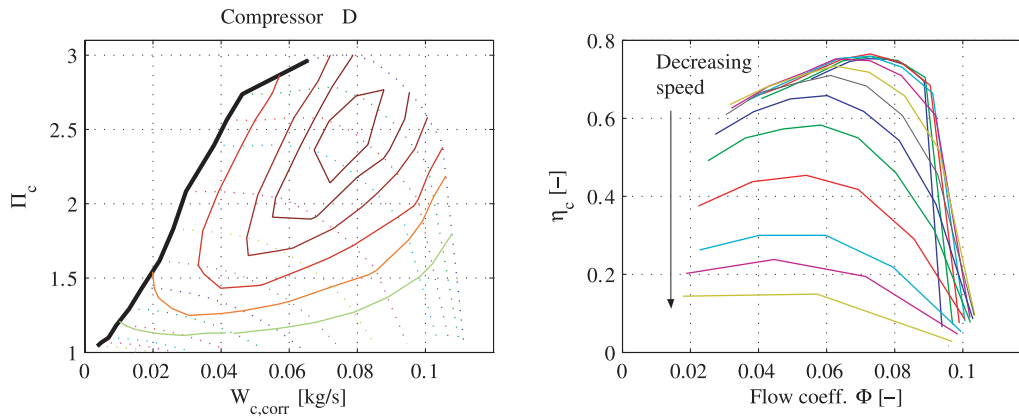 Compressor D
Π_c
3
2.5
2
1.5
1
0 0.02 0.04 0.06 0.08 0.1
W_c,corr [kg/s]
η_c [–]
0.8
0.6
0.4
0.2
0
Decreasing
speed
0 0.02 0.04 0.06 0.08 0.1
Flow coeff. Φ [–]